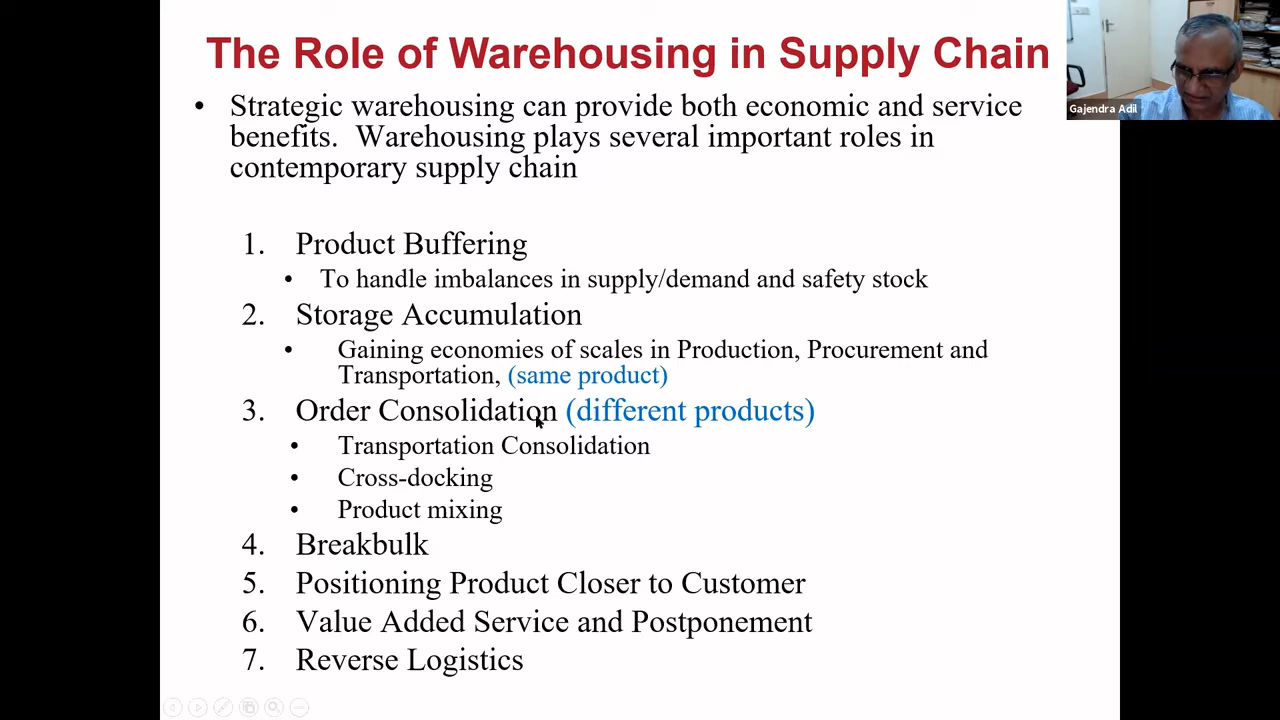 The Role of Warehousing in Supply Chain
Gajendra Adil
• Strategic warehousing can provide both economic and service
benefits. Warehousing plays several important roles in
contemporary supply chain
1. Product Buffering
• To handle imbalances in supply/demand and safety stock
2. Storage Accumulation
• Gaining economies of scales in Production, Procurement and
Transportation, (same product)
3. Order Consolidation (different products)
• Transportation Consolidation
• Cross-docking
• Product mixing
4. Breakbulk
5. Positioning Product Closer to Customer
6. Value Added Service and Postponement
7. Reverse Logistics